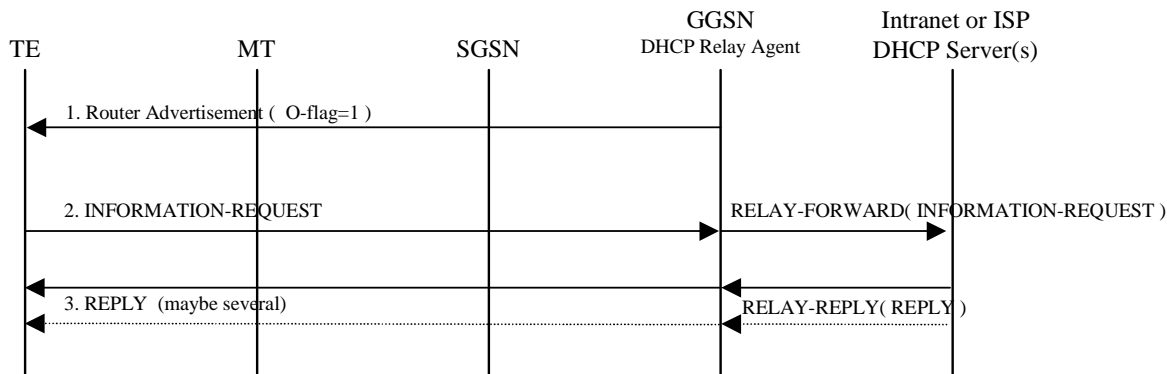 GGSN
Intranet or ISP
TE
MT
SGSN
DHCP Relay Agent
DHCP Server(s)
1. Router Advertisement ( O-flag=1 )
2. INFORMATION-REQUEST
RELAY-FORWARD( INFORMATION-REQUEST )
3. REPLY (maybe several)
RELAY-REPLY( REPLY )